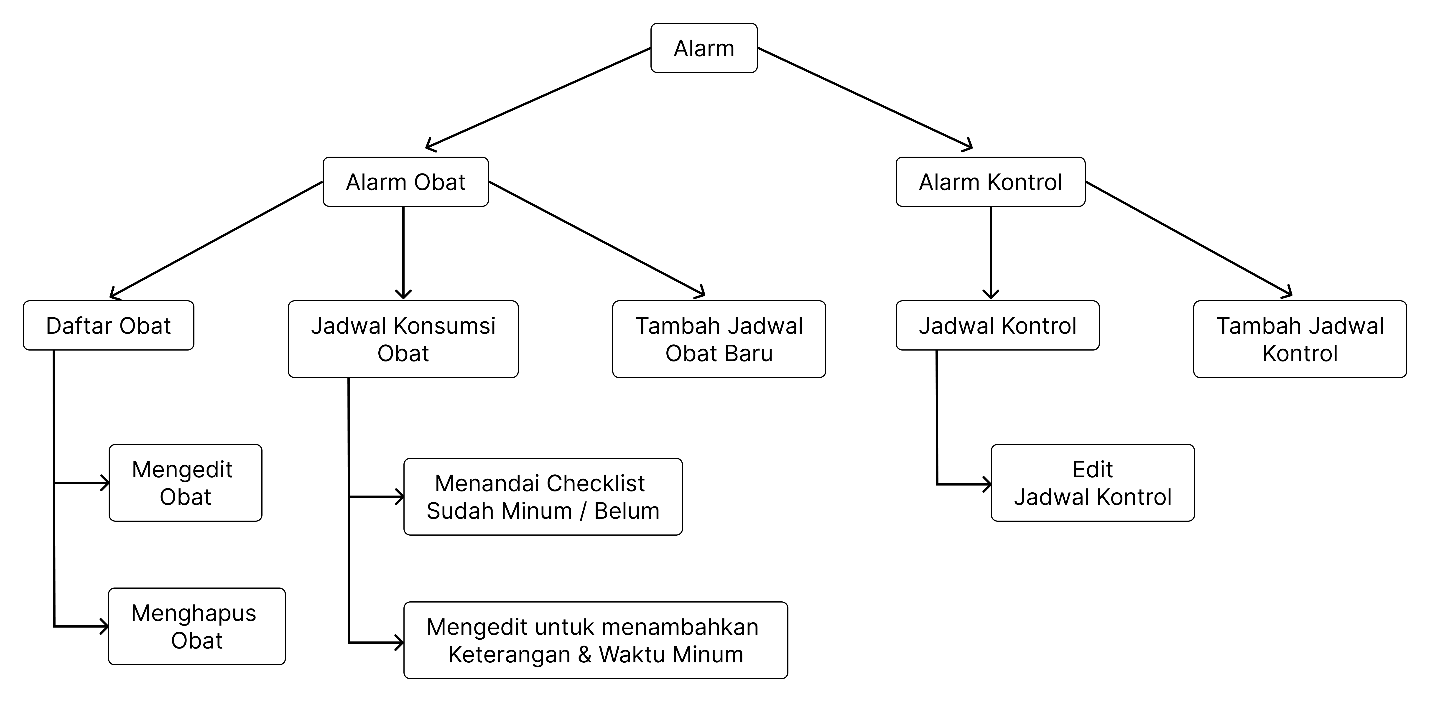 Alarm
Alarm Obat
Alarm Kontrol
Daftar Obat
Jadwal Konsumsi
Obat
Tambah Jadwal
Obat Baru
Jadwal Kontrol
Tambah Jadwal
Kontrol
Mengedit
Obat
Menandai Checklist
Sudah Minum / Belum
Edit
Jadwal Kontrol
Menghapus
Obat
Mengedit untuk menambahkan
Keterangan & Waktu Minum